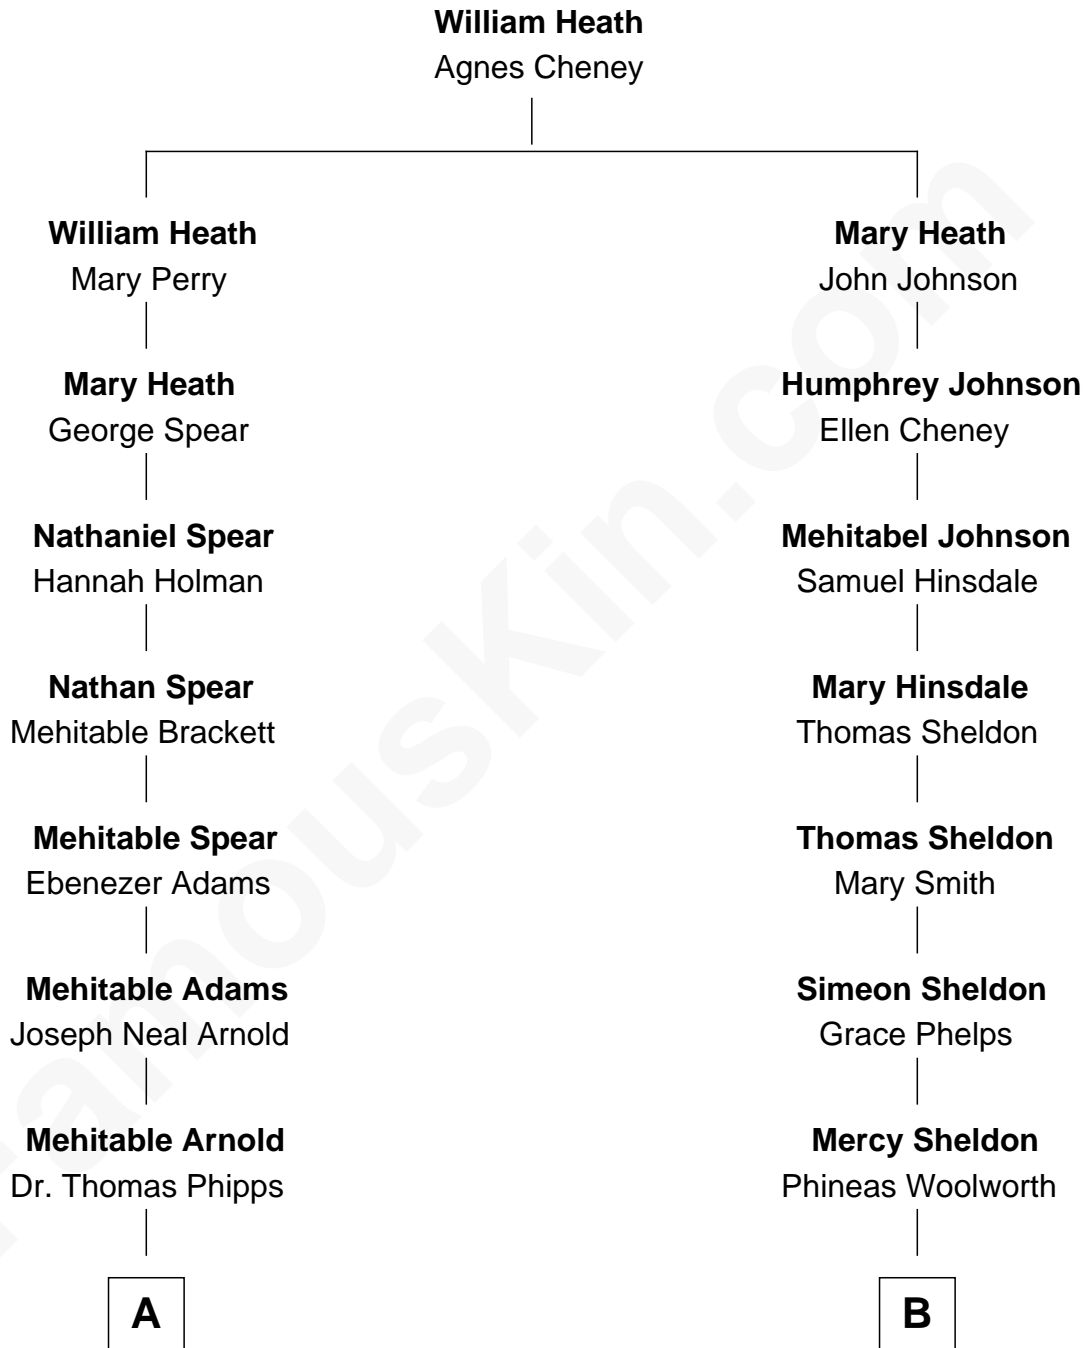 William Heath
Agnes Cheney
William Heath
Mary Perry
Mary Heath
John Johnson
Mary Heath
George Spear
Humphrey Johnson
Ellen Cheney
Nathaniel Spear
Hannah Holman
Mehitabel Johnson
Samuel Hinsdale
Nathan Spear
Mehitable Brackett
Mary Hinsdale
Thomas Sheldon
Mehitable Spear
Ebenezer Adams
Thomas Sheldon
Mary Smith
Mehitable Adams
Joseph Neal Arnold
Simeon Sheldon
Grace Phelps
Mehitable Arnold
Dr. Thomas Phipps
Mercy Sheldon
Phineas Woolworth
A
B
FamousKin.com